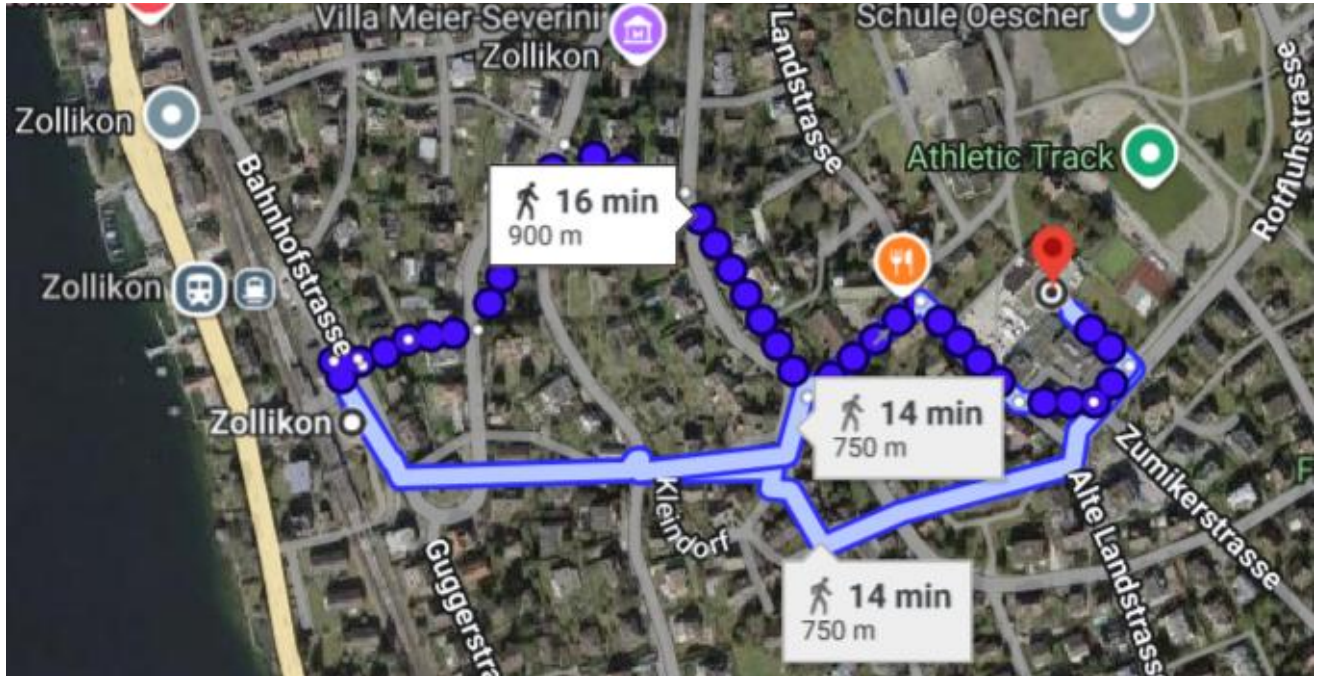 Villa Meier-Severini
Zollikon
Schule Oescher
Landstrasse
Rotfluhstrasse
Zollikon
Bahnhofstrasse
Athletic Track
16 min
900 m
Zollikon
Zollikon
14 min
750 m
Zumikerstrasse
Kleindorf
Alte Landstrasse
Guggerstra
14 min
750 m